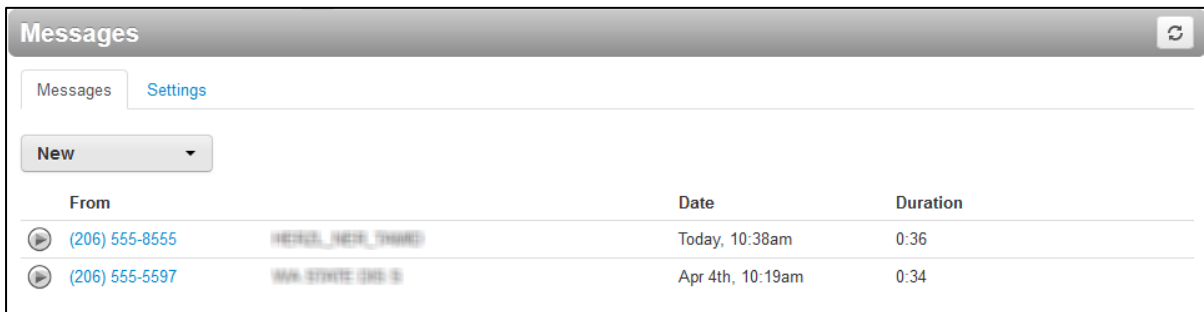 Messages
Messages Settings
New
From Date Duration
(206) 555-8555 Today, 10:38am 0:36
(206) 555-5597 Apr 4th, 10:19am 0:34